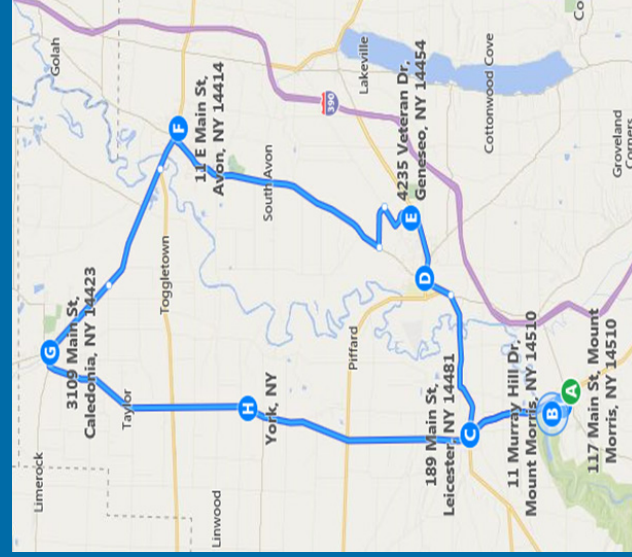 Golah
F
11 E Main St,
Avon, NY 14414
Lakeville
390
4235 Veteran Dr,
Geneseo, NY 14454
Cottonwood Cove
Co
Groveland
Corners
South Avon
E
D
G
3109 Main St,
Caledonia, NY 14423
Toggletown
Piffard
189 Main St,
Leicester, NY 14481
C
11 Murray Hill Dr,
Mount Morris, NY 14510
B
A
117 Main St, Mount
Morris, NY 14510
H
York, NY
Taylor
Limerock
Linwood